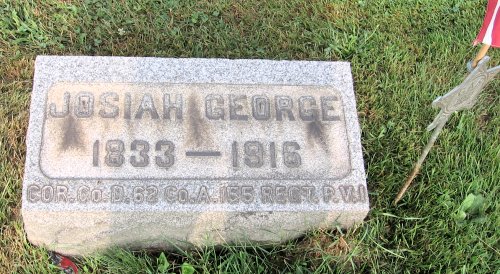 JOSIAH GEORGE
1833 — 1916
COR. CO. D. 62 CO. A. 155 REGT. P.V.I